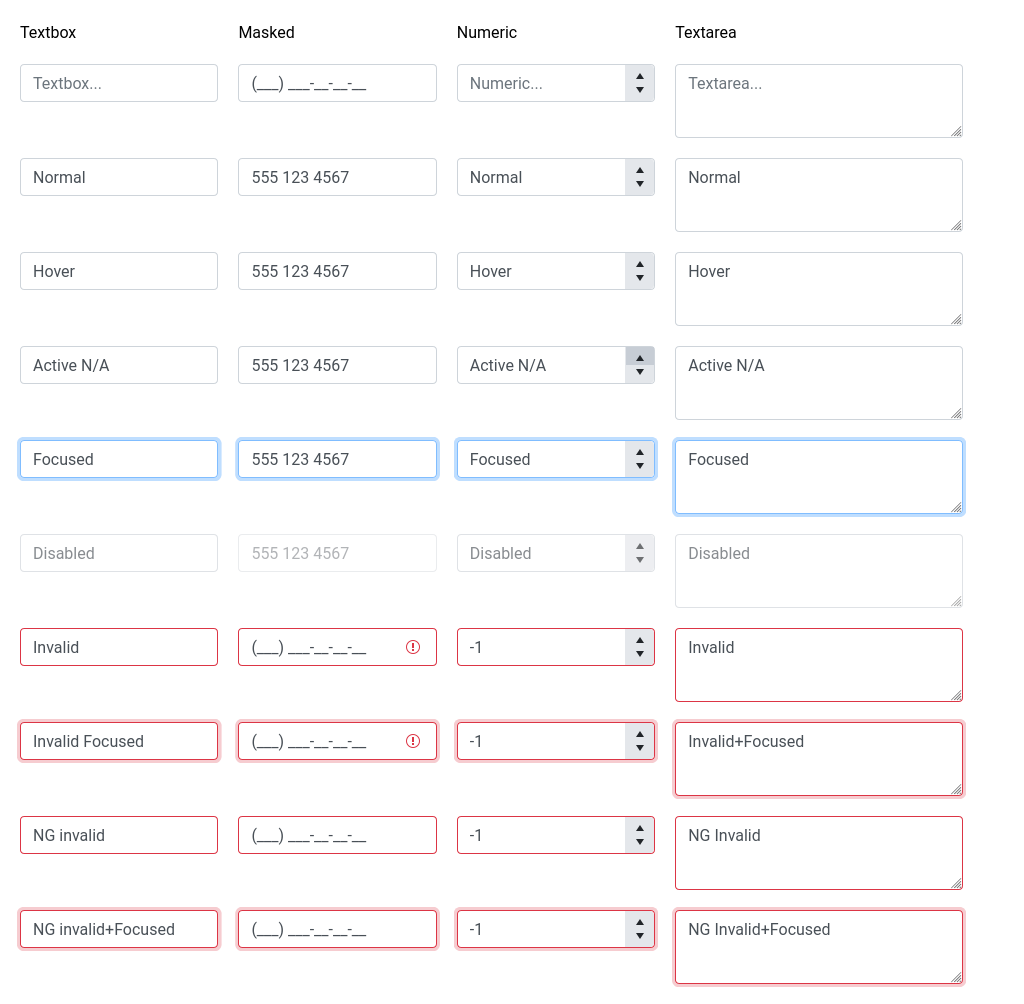 Textbox Masked Numeric Textarea
Textbox... (___) ___-__-__-__ Numeric... Textarea...
Normal 555 123 4567 Normal Normal
Hover 555 123 4567 Hover Hover
Active N/A 555 123 4567 Active N/A Active N/A
Focused 555 123 4567 Focused Focused
Disabled 555 123 4567 Disabled Disabled
Invalid (___) ___-__-__-__ -1 Invalid
Invalid Focused (___) ___-__-__-__ -1 Invalid+Focused
NG invalid (___) ___-__-__-__ -1 NG Invalid
NG invalid+Focused (___) ___-__-__-__ -1 NG Invalid+Focused